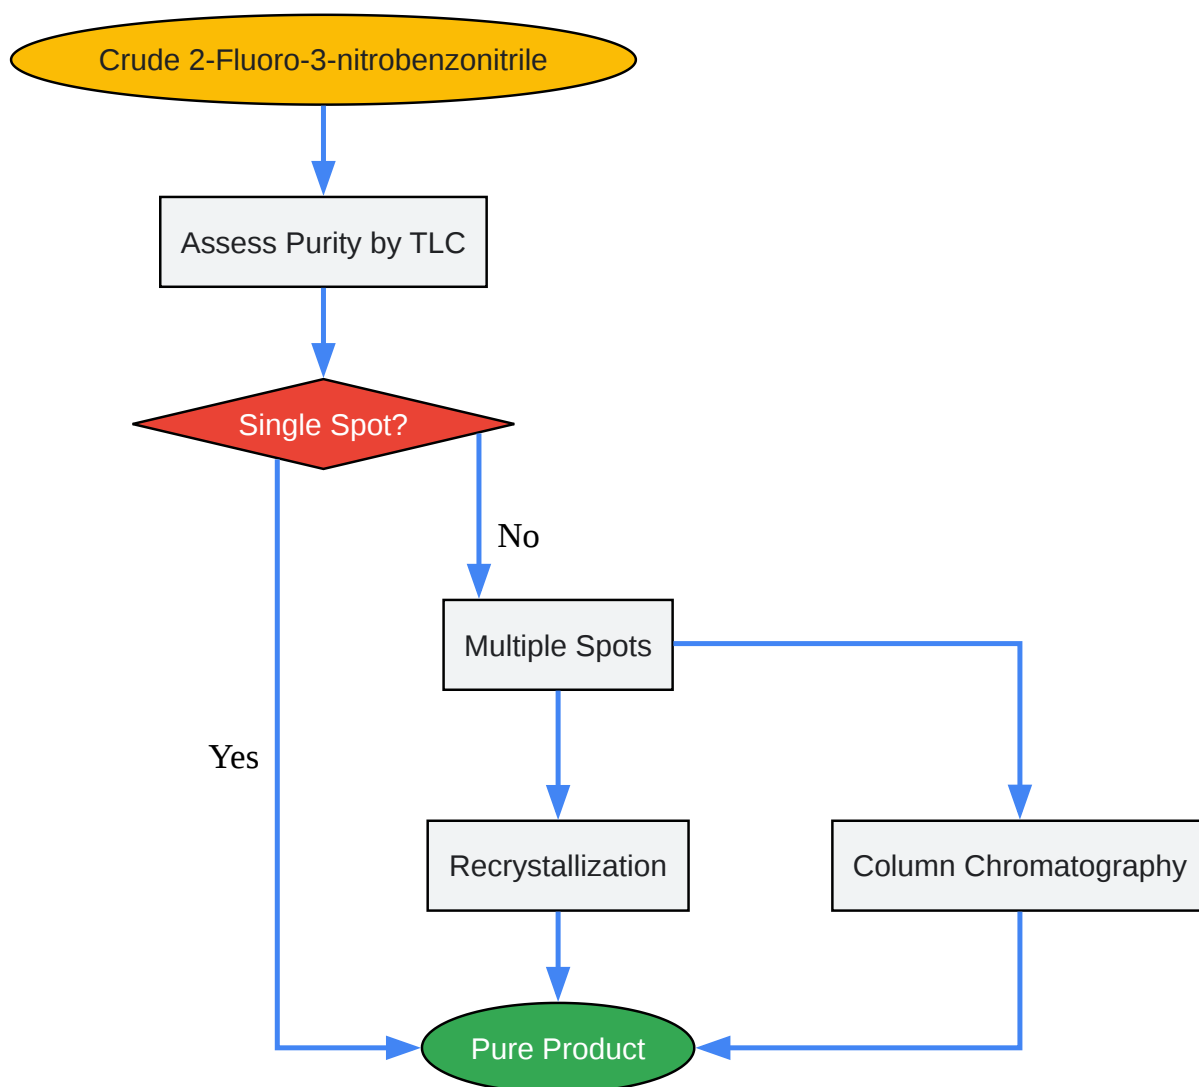 Crude 2-Fluoro-3-nitrobenzonitrile
Assess Purity by TLC
Single Spot?
No
Multiple Spots
Yes
Recrystallization
Column Chromatography
Pure Product